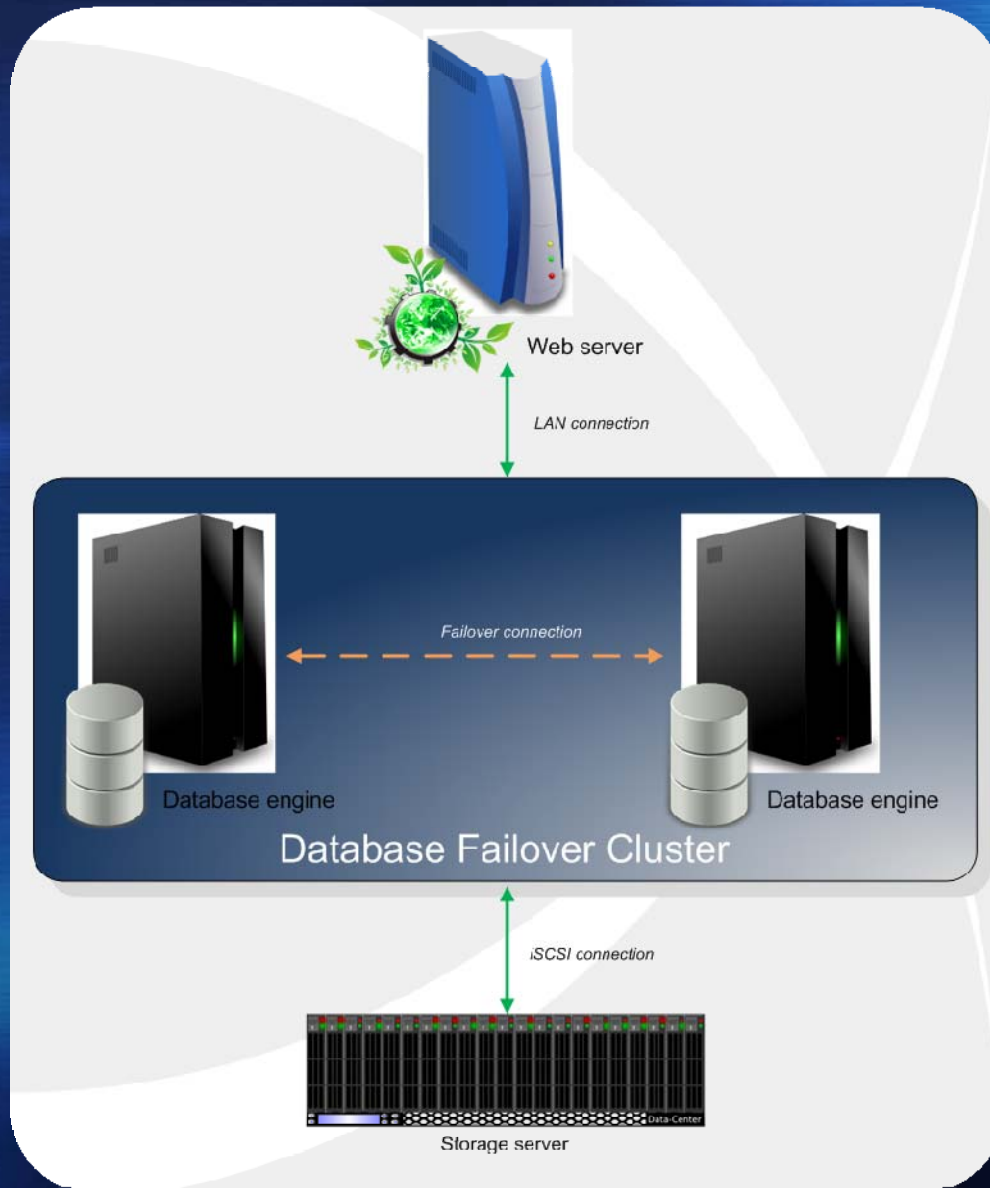 Web server
LAN connection
Failover connection
Database engine
Database engine
Database Failover Cluster
iSCSI connection
Data-Center
Storage server